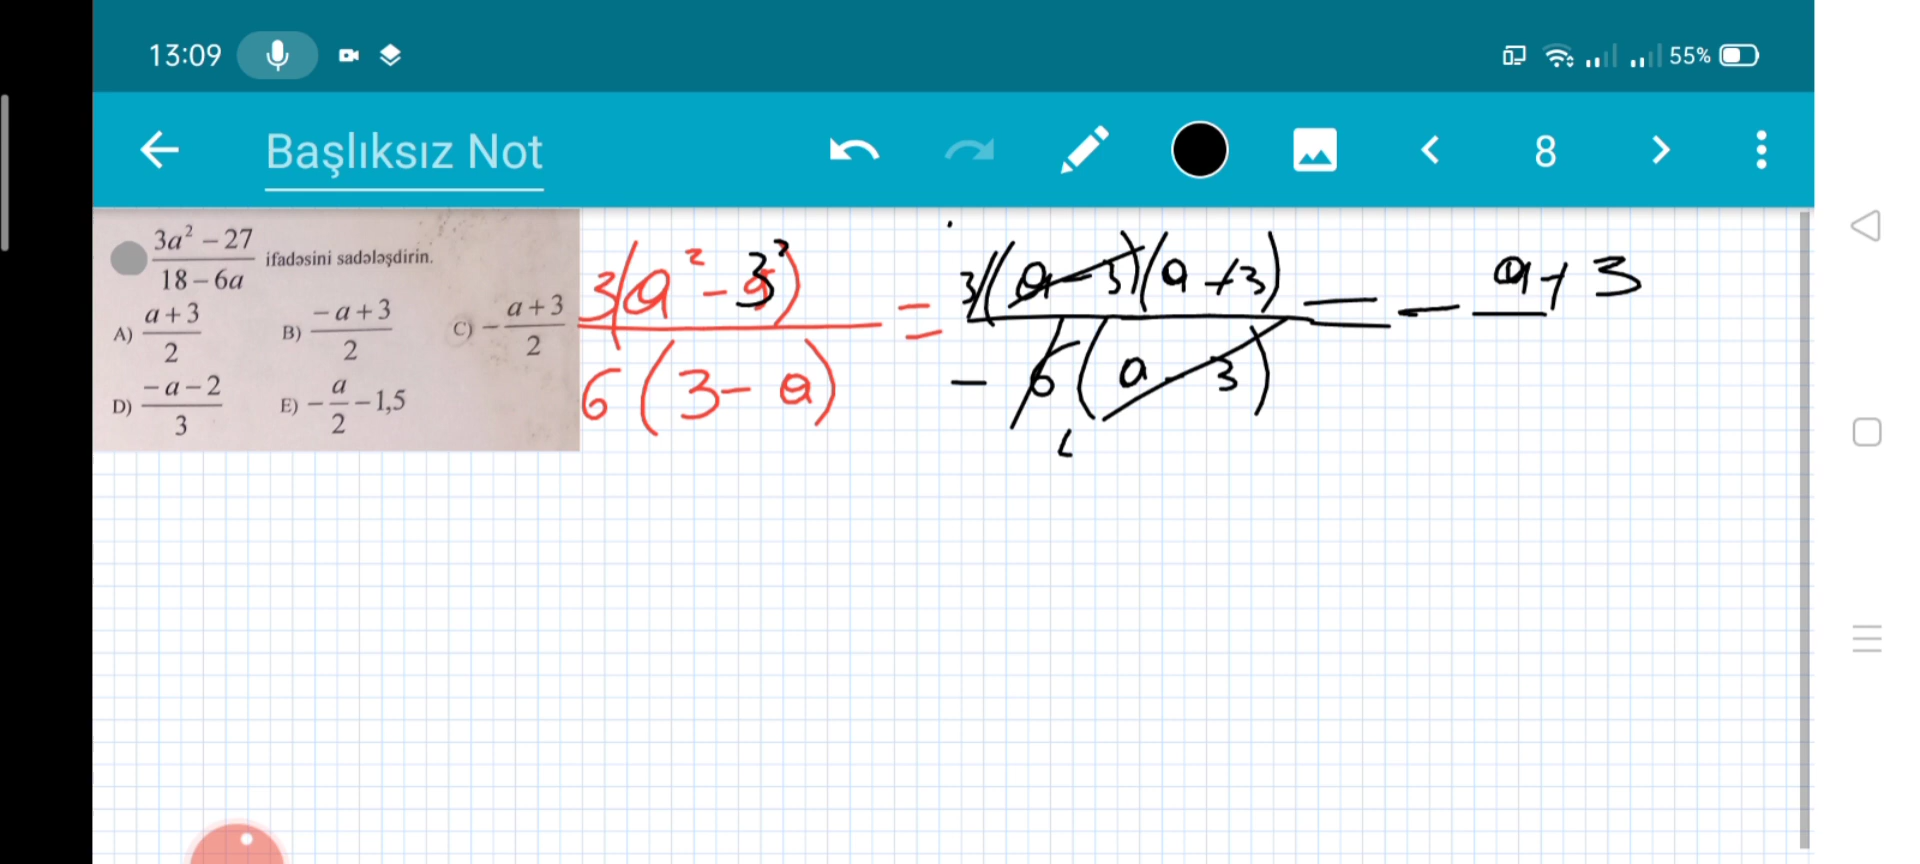 13:09 55%
Başlıksız Not 8
3a² – 27 / 18 – 6a ifadəsini sadələşdirin.
A) a + 3 / 2 B) – a + 3 / 2 C) – a + 3 / 2
D) – a – 2 / 3 E) – a / 2 – 1,5
3(a² - 3²) / 6(3 - a) = 3(a - 3)(a + 3) / - 6(a - 3) = - a + 3